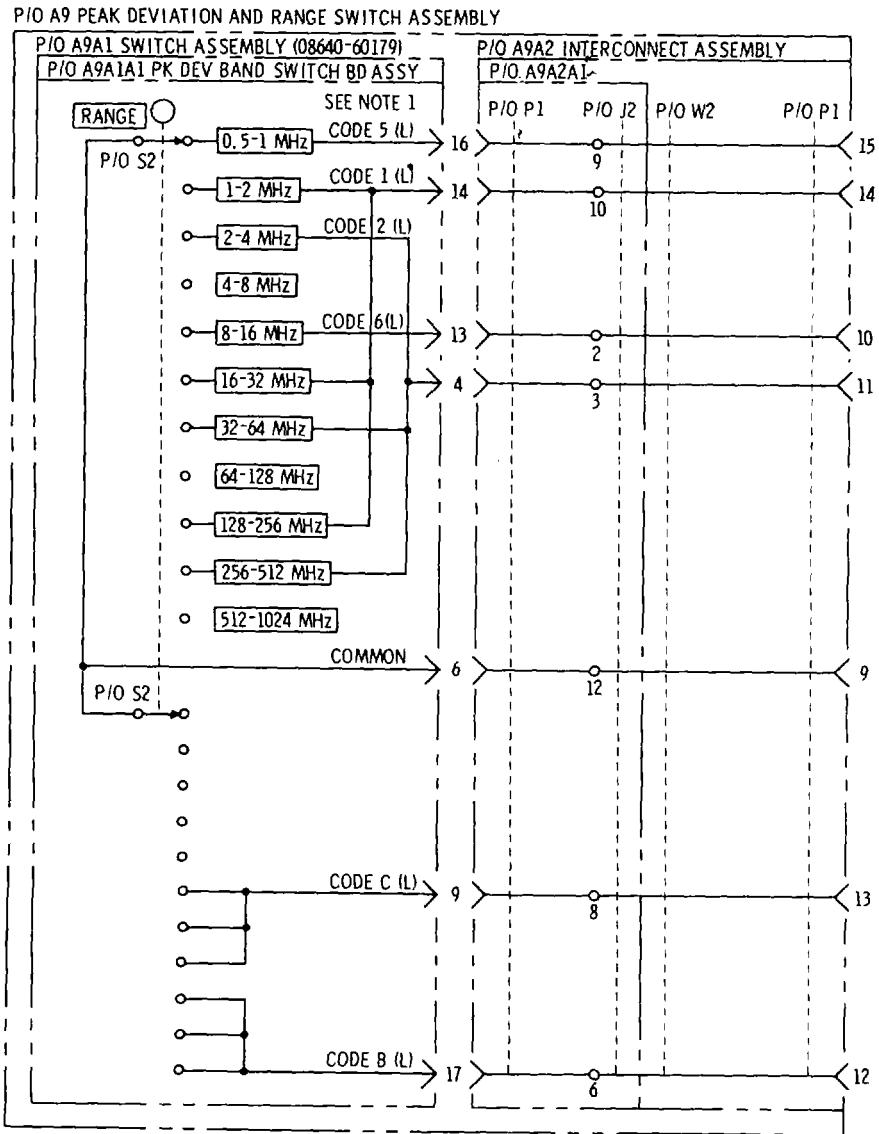 P/O A9 PEAK DEVIATION AND RANGE SWITCH ASSEMBLY
P/O A9A1 SWITCH ASSEMBLY (08640-60179)
P/O A9A2 INTERCONNECT ASSEMBLY
P/O A9A1A1 PK DEV BAND SWITCH BD ASSY
P/O A9A2A1
SEE NOTE 1
P/O P1 P/O J2 P/O W2 P/O P1
RANGE
P/O S2
0.5-1 MHz CODE 5 (L) 16 9 15
1-2 MHz CODE 1 (L) 14 10 14
2-4 MHz CODE 2 (L)
4-8 MHz
8-16 MHz CODE 6(L) 13 2 10
16-32 MHz 4 3 11
32-64 MHz
64-128 MHz
128-256 MHz
256-512 MHz
512-1024 MHz
COMMON 6 12 9
P/O S2
CODE C (L) 9 8 13
CODE B (L) 17 6 12